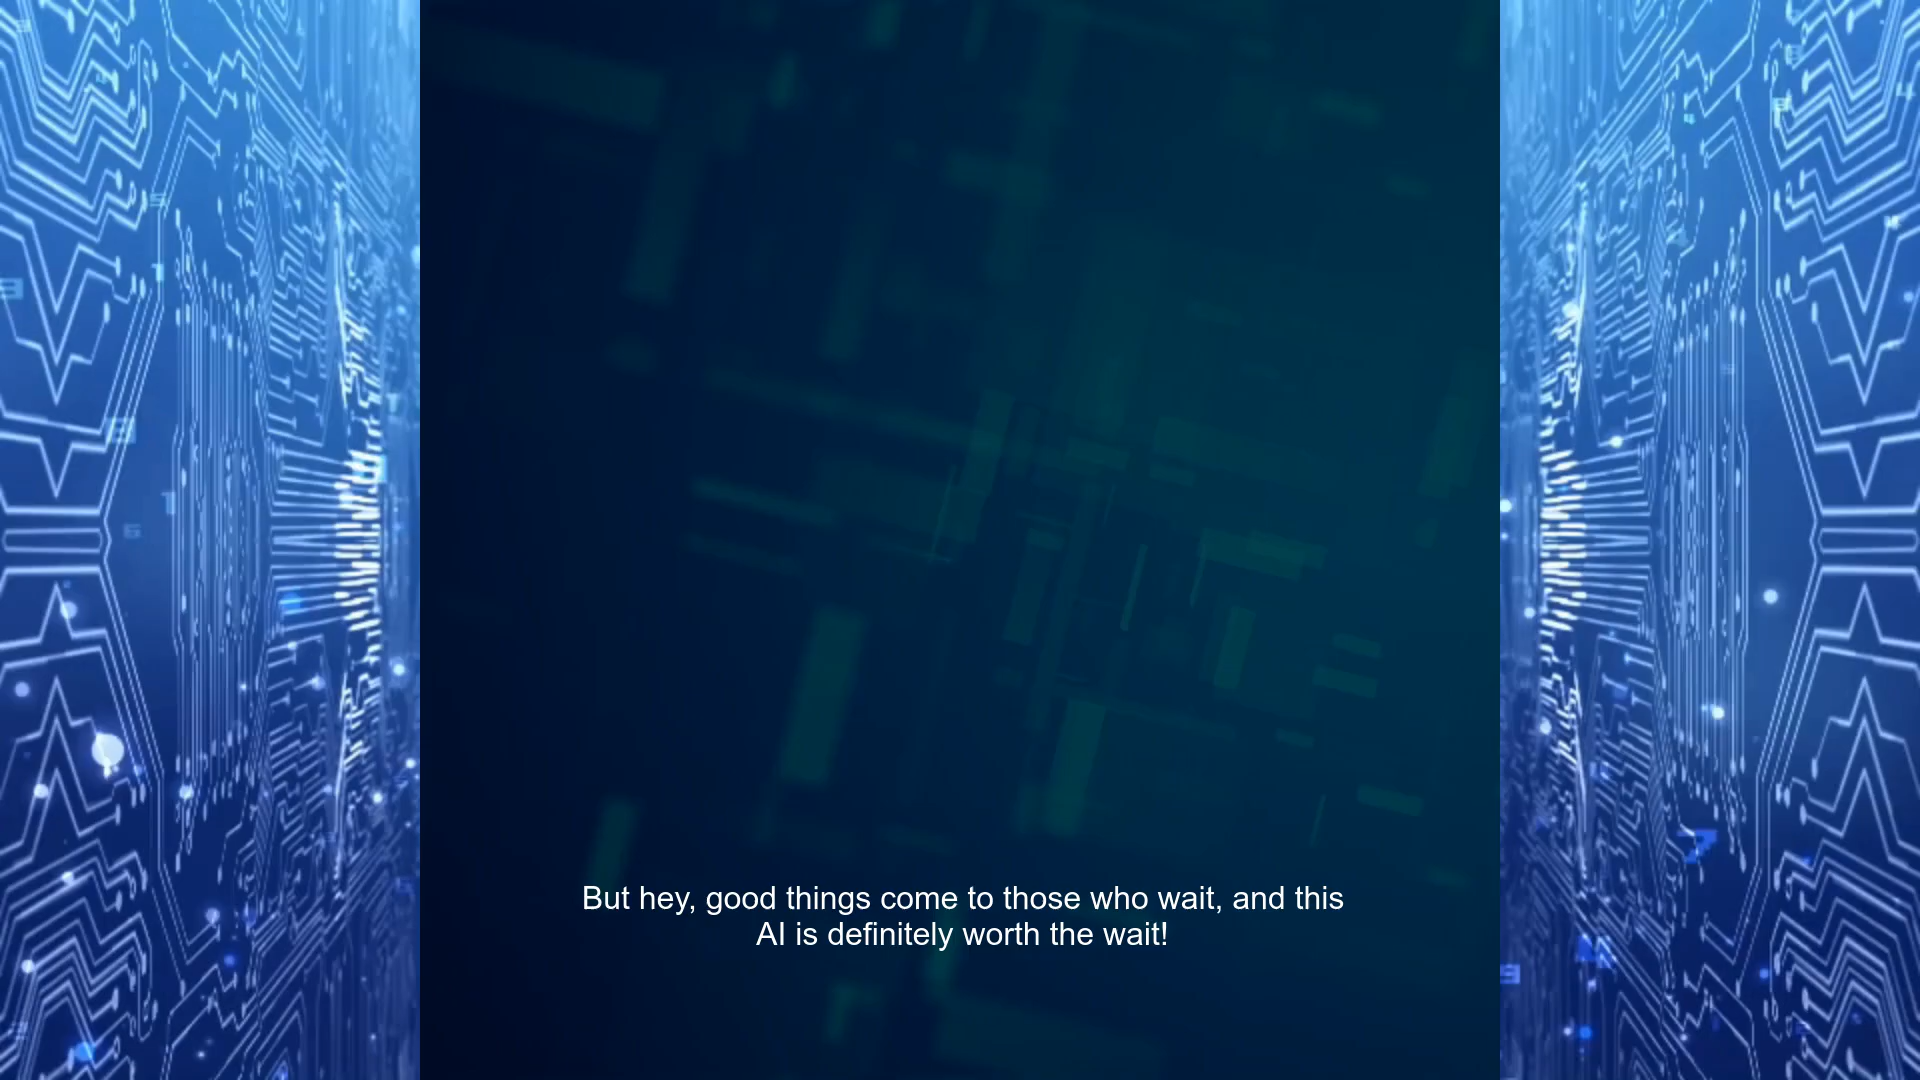 But hey, good things come to those who wait, and this
AI is definitely worth the wait!